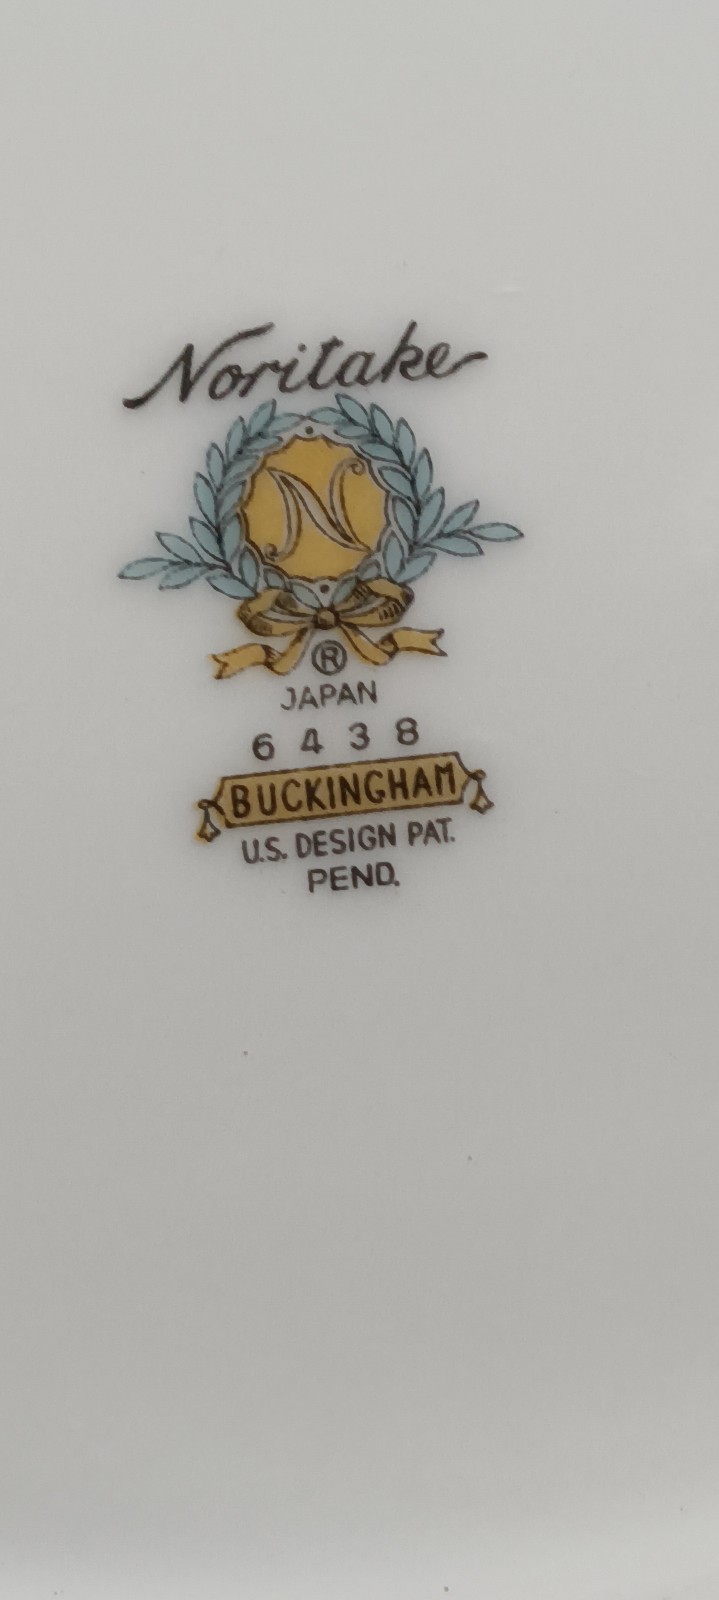 Noritake
N
®
JAPAN
6438
BUCKINGHAM
U.S. DESIGN PAT.
PEND.